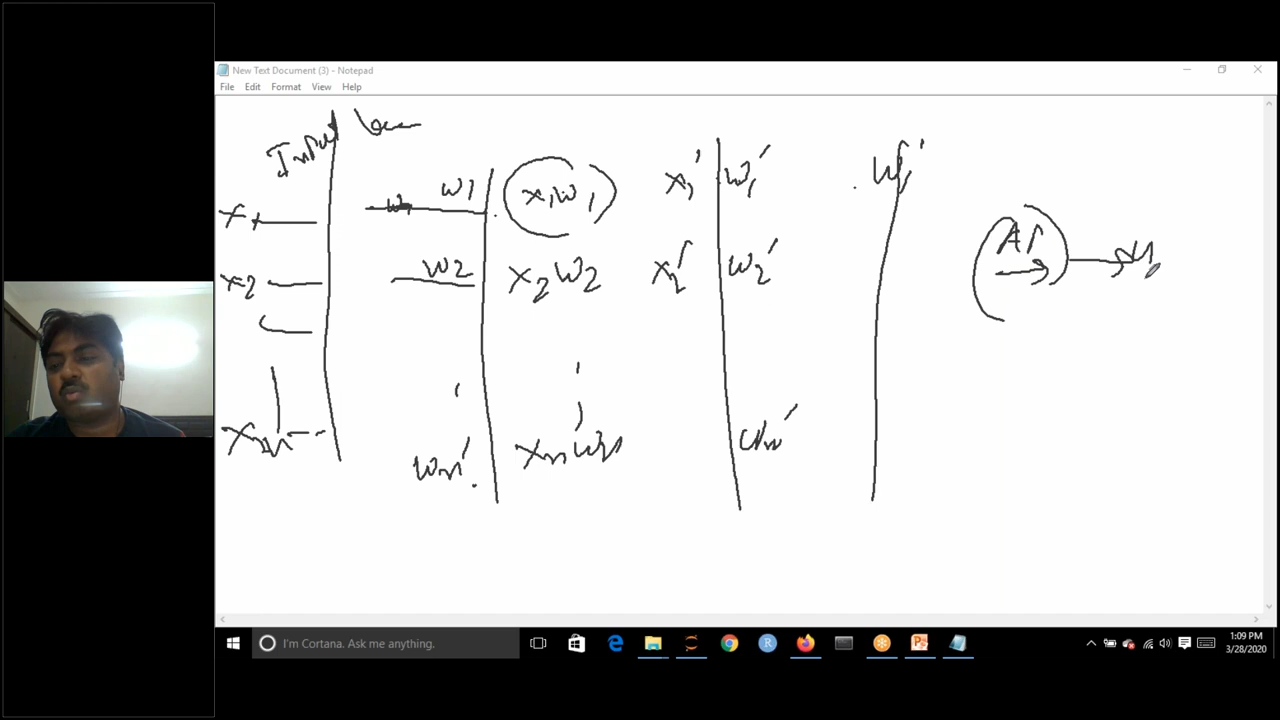 New Text Document (3) - Notepad
File Edit Format View Help
Input
x1 w1 x1w1 x1' w1' w1'
AF
x2 w2 x2w2 x2' w2'
xn wn' xnwn wn'
I'm Cortana. Ask me anything.
1:09 PM
3/28/2020